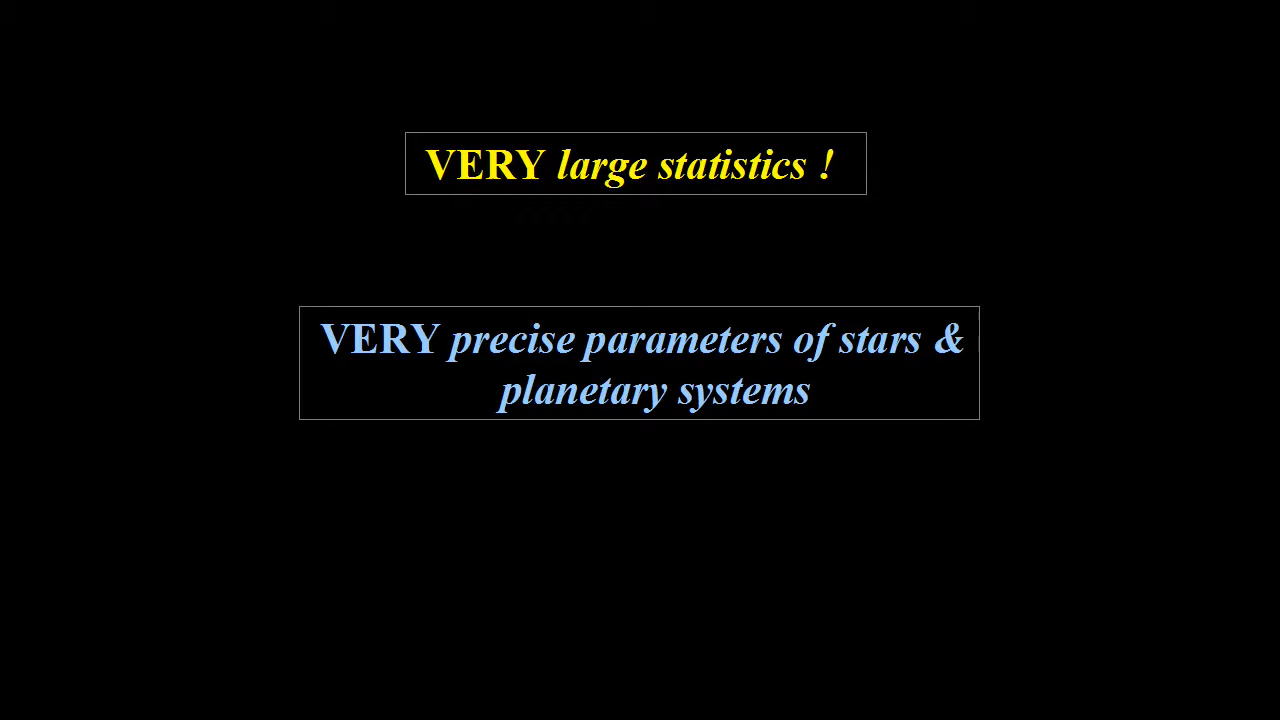 VERY large statistics !
VERY precise parameters of stars &
planetary systems